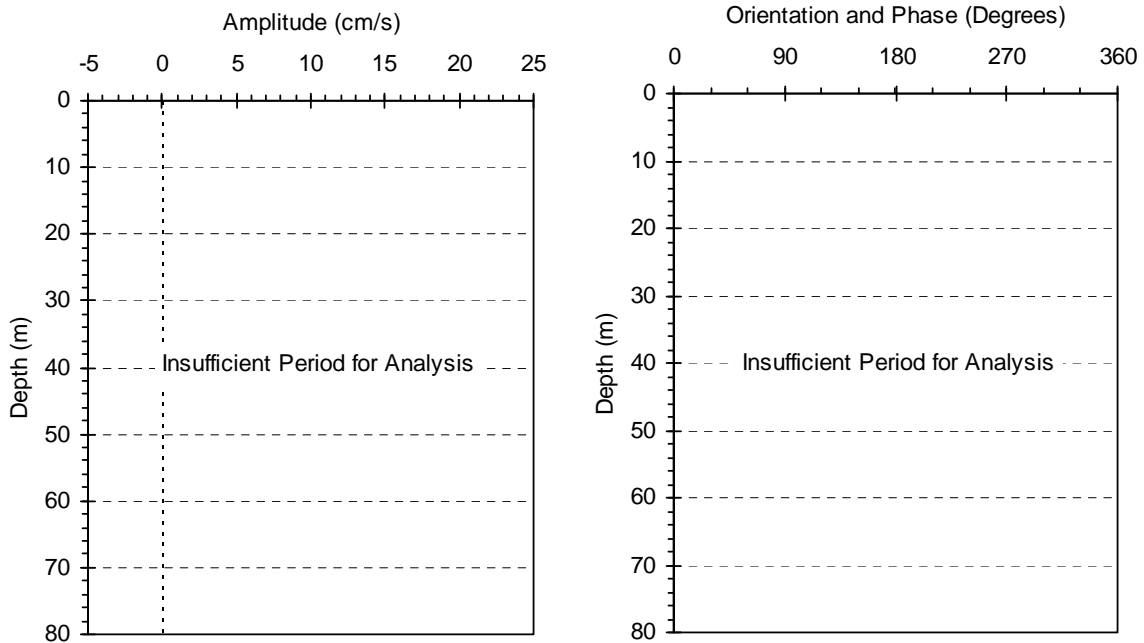 Amplitude (cm/s)
-5 0 5 10 15 20 25
0
10
20
30
40
50
60
70
80
Depth (m)
Insufficient Period for Analysis
Orientation and Phase (Degrees)
0 90 180 270 360
0
10
20
30
40
50
60
70
80
Depth (m)
Insufficient Period for Analysis